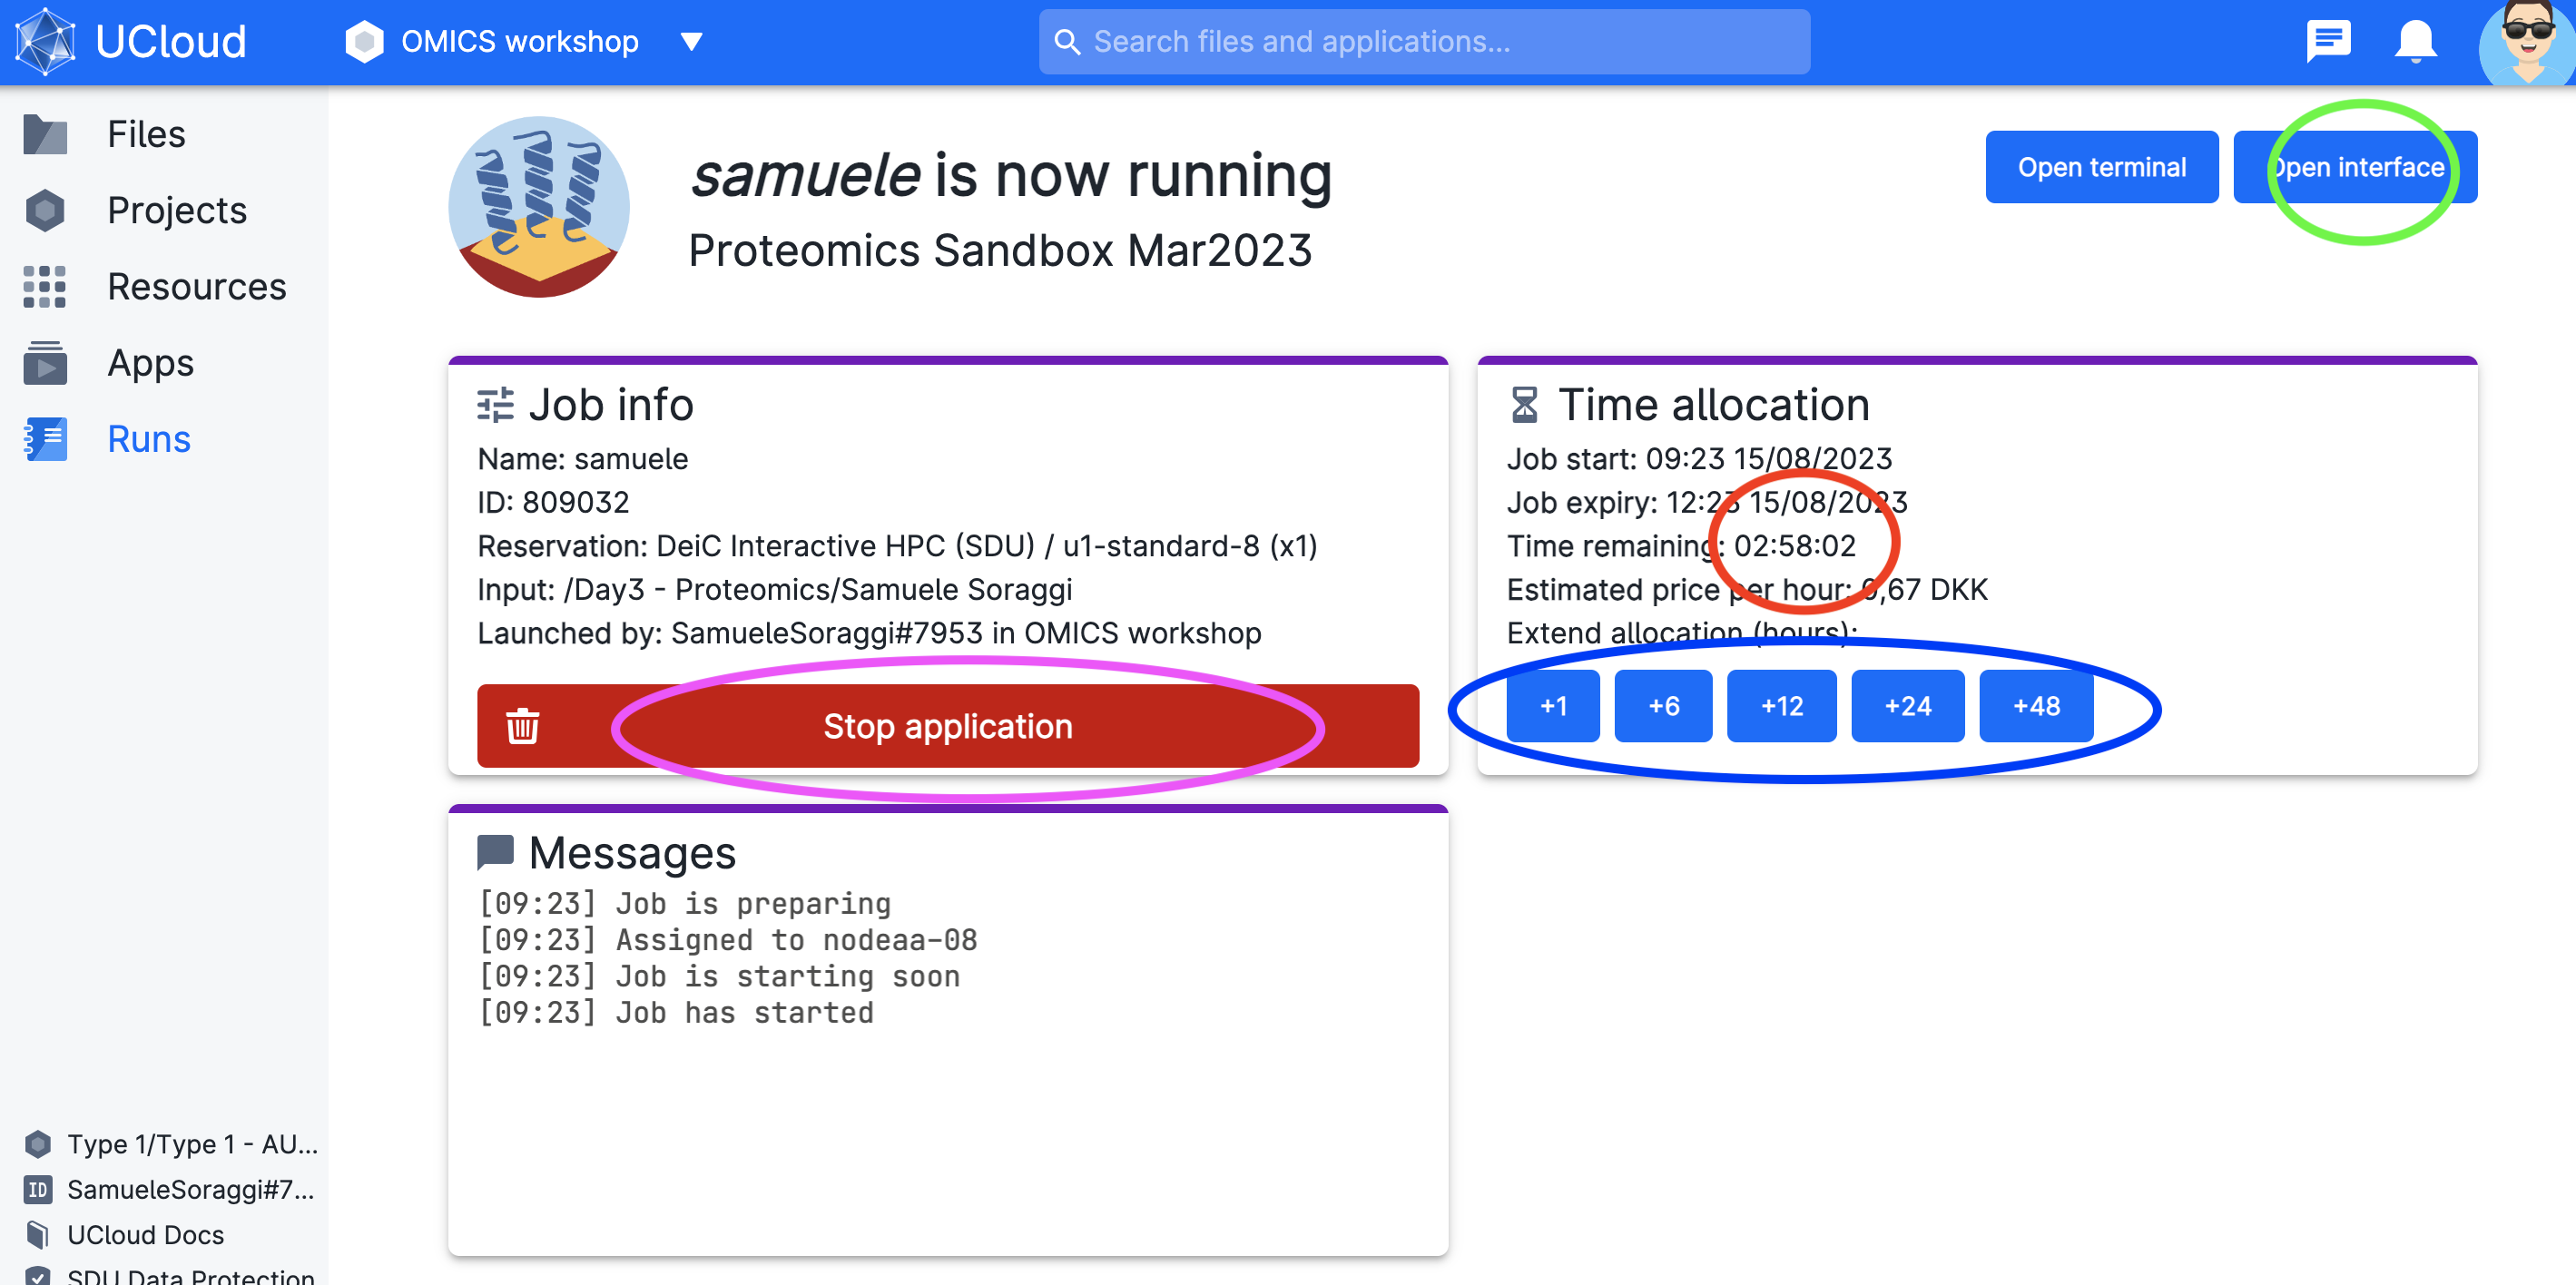 UCloud
OMICS workshop
Search files and applications...
Files
Projects
Resources
Apps
Runs
samuele is now running
Proteomics Sandbox Mar2023
Open terminal
Open interface
Job info
Name: samuele
ID: 809032
Reservation: DeiC Interactive HPC (SDU) / u1-standard-8 (x1)
Input: /Day3 - Proteomics/Samuele Soraggi
Launched by: SamueleSoraggi#7953 in OMICS workshop
Stop application
Time allocation
Job start: 09:23 15/08/2023
Job expiry: 12:23 15/08/2023
Time remaining: 02:58:02
Estimated price per hour: 0,67 DKK
Extend allocation (hours):
+1
+6
+12
+24
+48
Messages
[09:23] Job is preparing
[09:23] Assigned to nodeaa-08
[09:23] Job is starting soon
[09:23] Job has started
Type 1/Type 1 - AU...
ID SamueleSoraggi#7...
UCloud Docs
SDU Data Protection